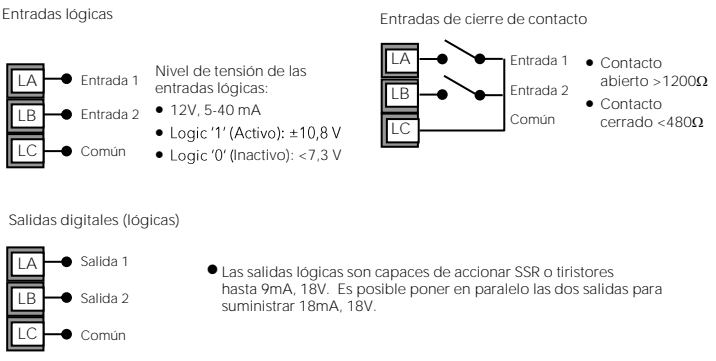 Entradas lógicas
LA Entrada 1
LB Entrada 2
LC Común
Nivel de tensión de las
entradas lógicas:
• 12V, 5-40 mA
• Logic '1' (Activo): ±10,8 V
• Logic '0' (Inactivo): <7,3 V
Entradas de cierre de contacto
LA Entrada 1
LB Entrada 2
LC Común
• Contacto
abierto >1200Ω
• Contacto
cerrado <480Ω
Salidas digitales (lógicas)
LA Salida 1
LB Salida 2
LC Común
• Las salidas lógicas son capaces de accionar SSR o tiristores
hasta 9mA, 18V. Es posible poner en paralelo las dos salidas para
suministrar 18mA, 18V.